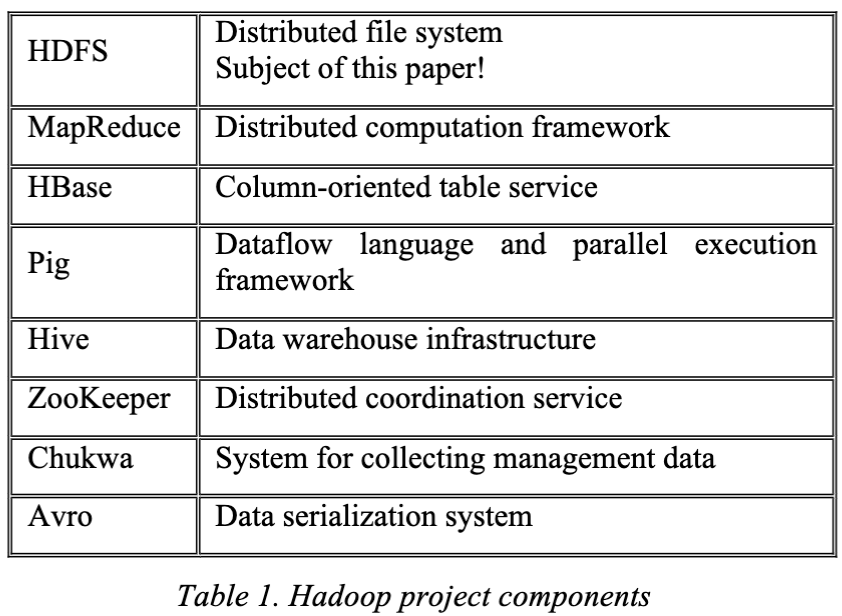 HDFS
Distributed file system
Subject of this paper!
MapReduce
Distributed computation framework
HBase
Column-oriented table service
Pig
Dataflow language and parallel execution
framework
Hive
Data warehouse infrastructure
ZooKeeper
Distributed coordination service
Chukwa
System for collecting management data
Avro
Data serialization system
Table 1. Hadoop project components